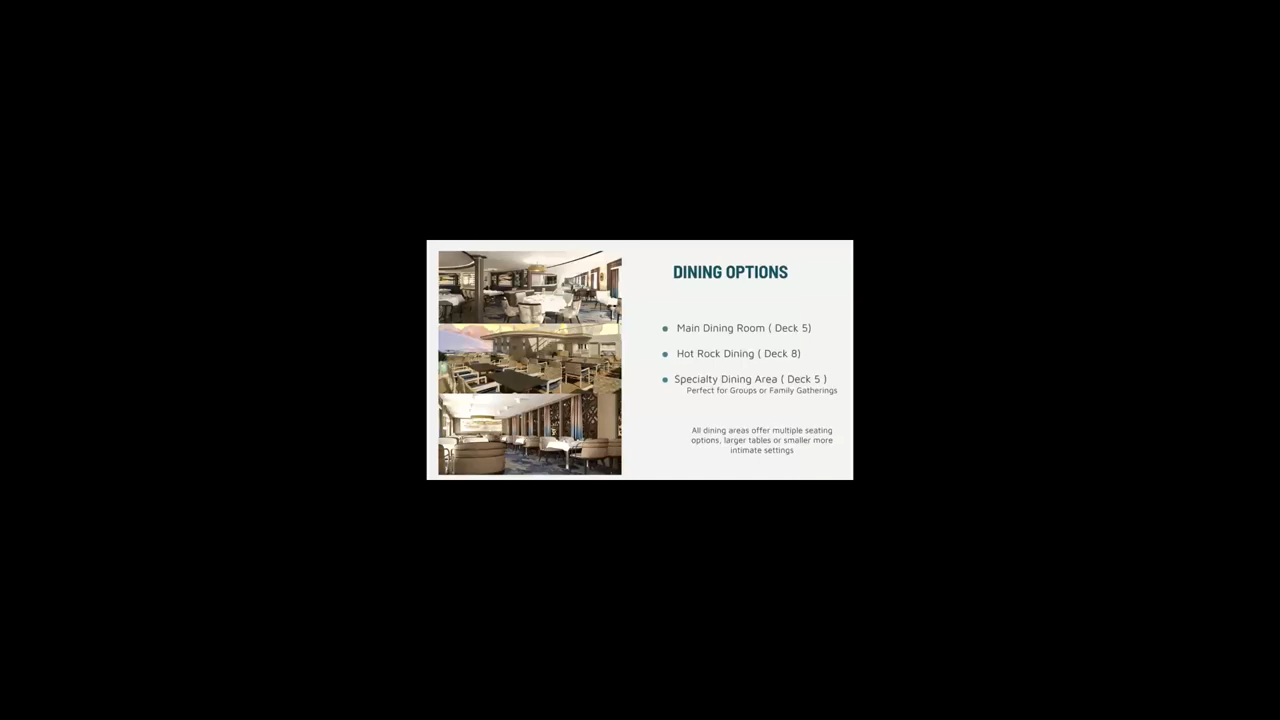 DINING OPTIONS
Main Dining Room ( Deck 5)
Hot Rock Dining ( Deck 8)
Specialty Dining Area ( Deck 5 )
Perfect for Groups or Family Gatherings
All dining areas offer multiple seating
options, larger tables or smaller more
intimate settings